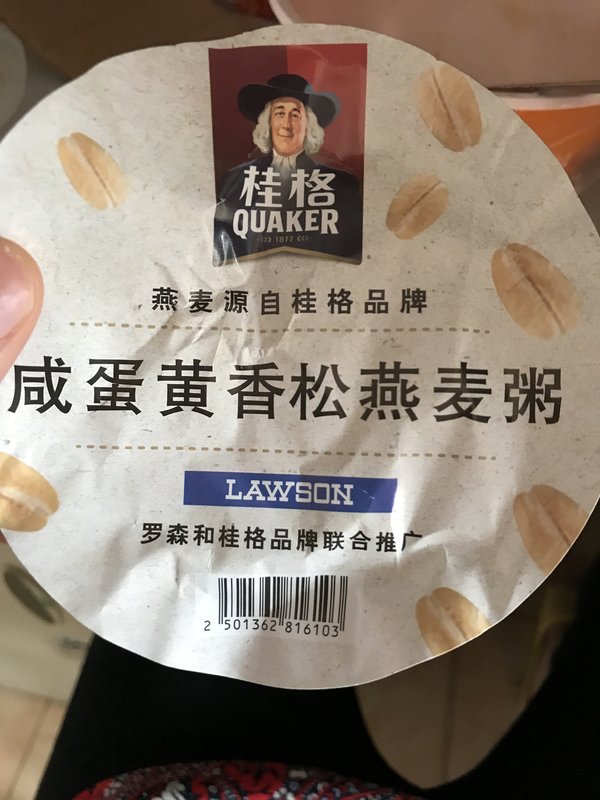 桂格
QUAKER
1877
燕麦源自桂格品牌
咸蛋黄香松燕麦粥
LAWSON
罗森和桂格品牌联合推广
2 501362 816103